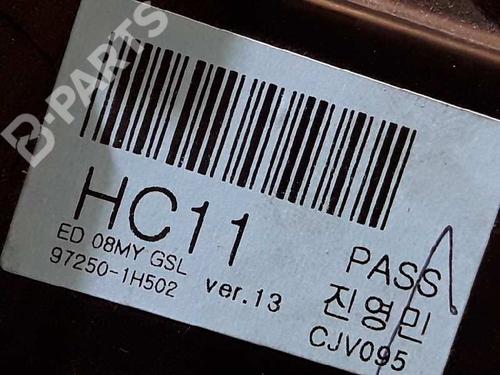 B-PARTS
HC11
ED 08MY GSL
97250-1H502
ver.13
PASS
진영민
CJV095